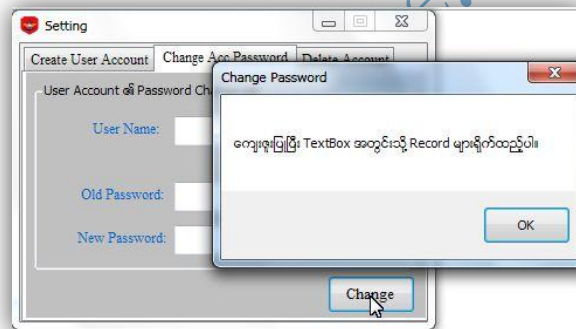 Setting
Create User Account Change Acc Password Delete Account
User Account ၏ Password
User Name:
Old Password:
New Password:
Change
Change Password
ကျေးဇူးပြုပြီး TextBox အတွင်းသို့ Record များရိုက်ထည့်ပါ။
OK